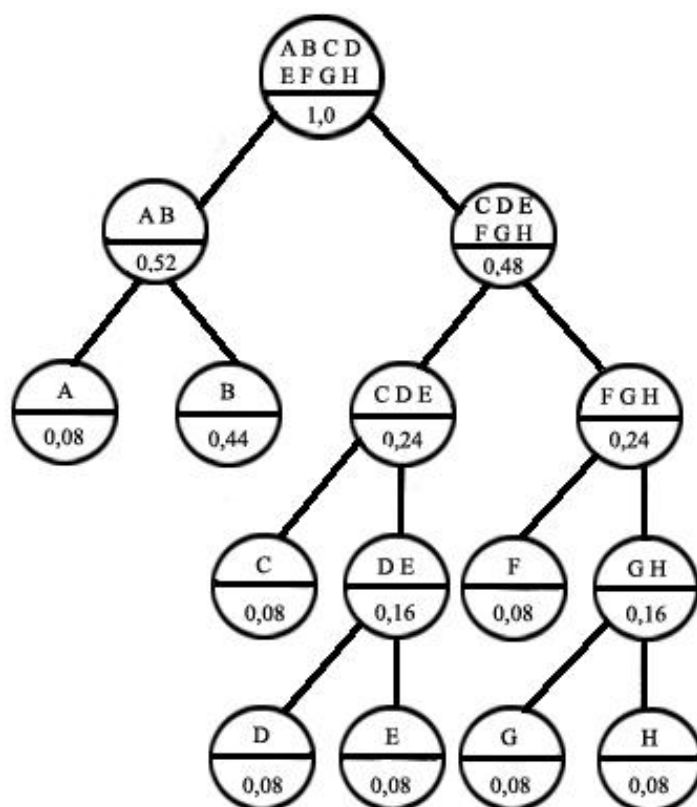 A B C D
E F G H
1,0
A B
0,52
C D E
F G H
0,48
A
0,08
B
0,44
C D E
0,24
F G H
0,24
C
0,08
D E
0,16
F
0,08
G H
0,16
D
0,08
E
0,08
G
0,08
H
0,08